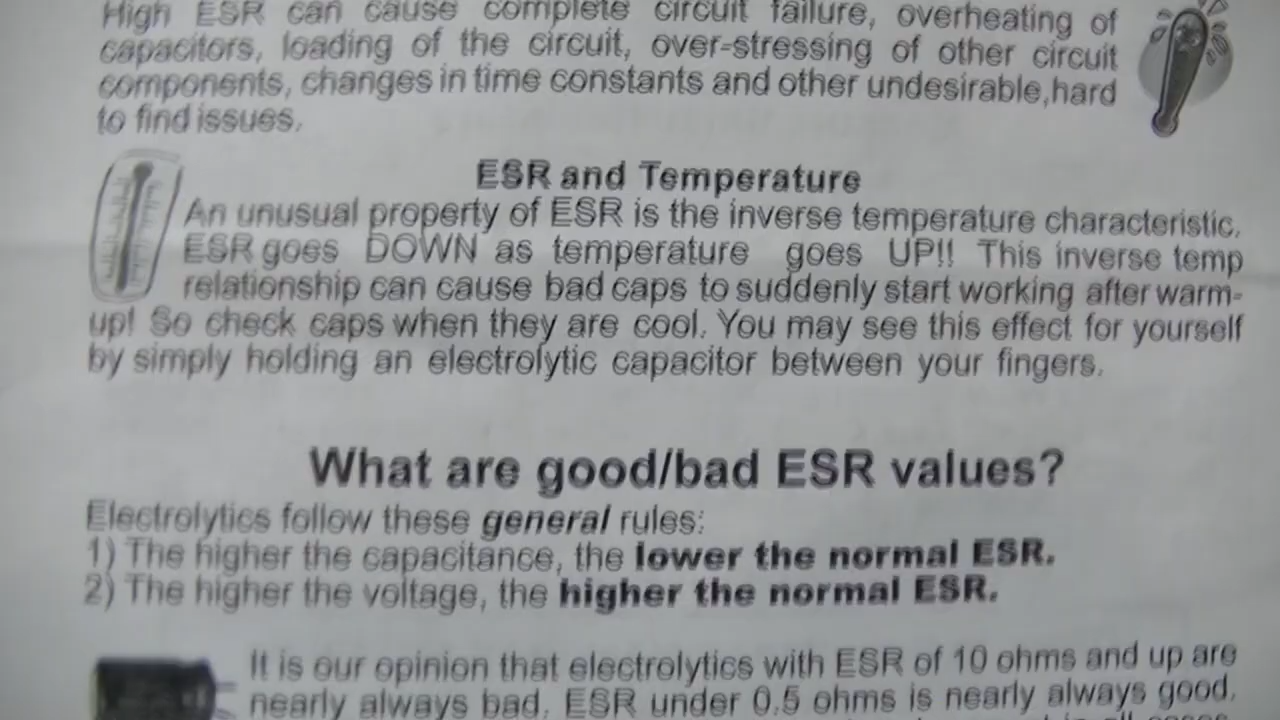 High ESR can cause complete circuit failure, overheating of
capacitors, loading of the circuit, over-stressing of other circuit
components, changes in time constants and other undesirable,hard
to find issues.
ESR and Temperature
An unusual property of ESR is the inverse temperature characteristic.
ESR goes DOWN as temperature goes UP!! This inverse temp
relationship can cause bad caps to suddenly start working after warm-
up! So check caps when they are cool. You may see this effect for yourself
by simply holding an electrolytic capacitor between your fingers.
What are good/bad ESR values?
Electrolytics follow these general rules:
1) The higher the capacitance, the lower the normal ESR.
2) The higher the voltage, the higher the normal ESR.
It is our opinion that electrolytics with ESR of 10 ohms and up are
nearly always bad. ESR under 0.5 ohms is nearly always good.